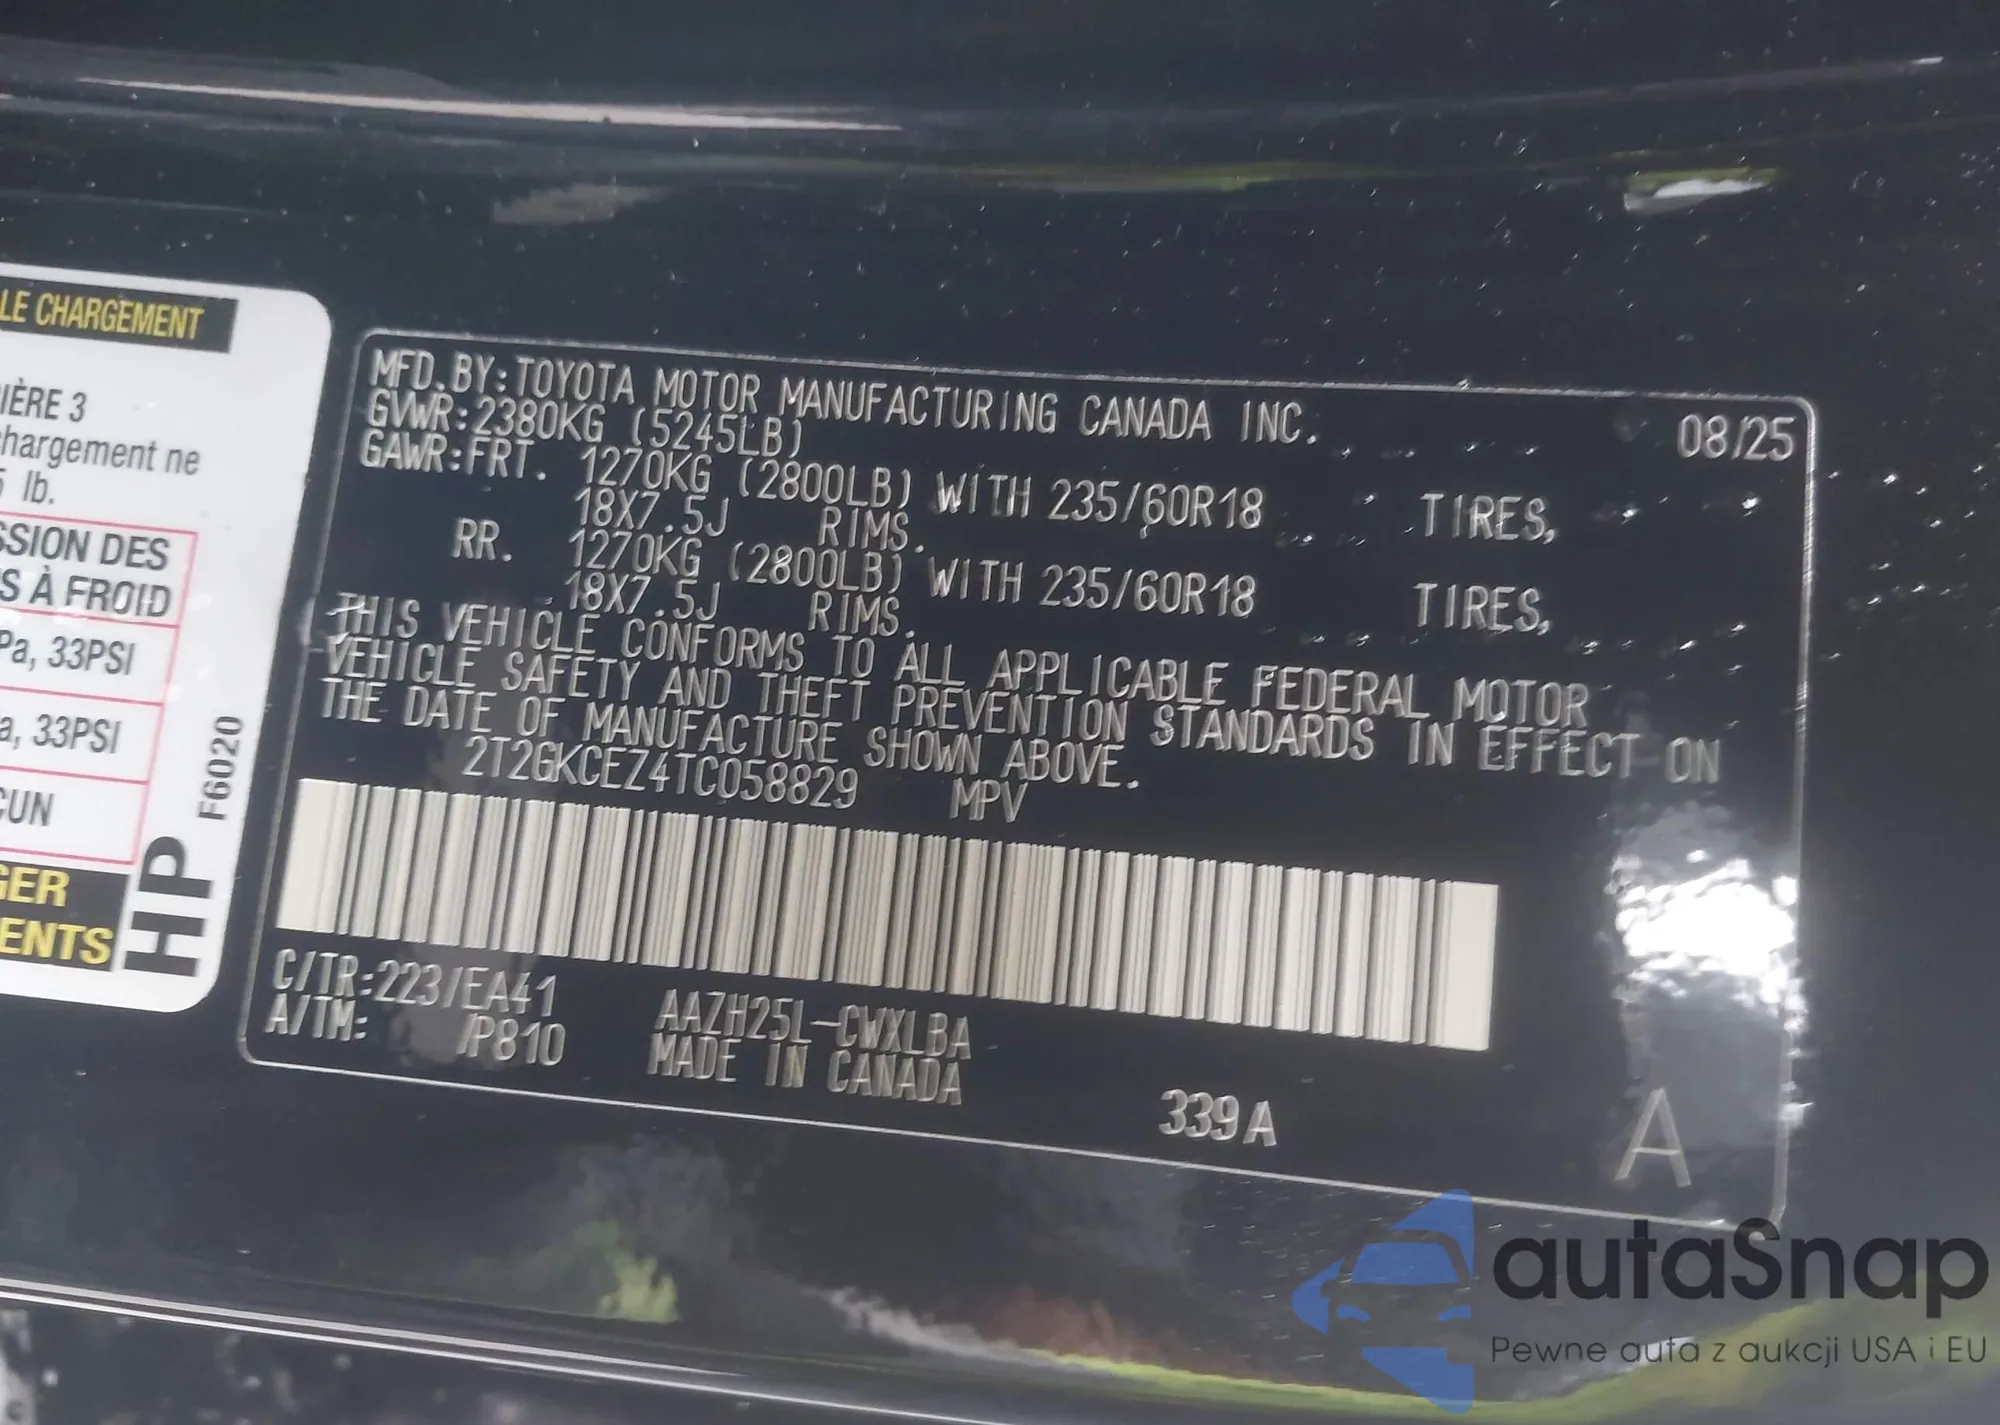 LE CHARGEMENT
IÈRE 3
chargement ne
lb.
SSION DES
S À FROID
Pa, 33PSI
a, 33PSI
CUN
GER
ENTS
HP
F6020
MFD.BY:TOYOTA MOTOR MANUFACTURING CANADA INC. 08/25
GVWR:2380KG (5245LB)
GAWR:FRT. 1270KG (2800LB) WITH 235/60R18 TIRES,
18X7.5J RIMS.
RR. 1270KG (2800LB) WITH 235/60R18 TIRES,
18X7.5J RIMS.
THIS VEHICLE CONFORMS TO ALL APPLICABLE FEDERAL MOTOR
VEHICLE SAFETY AND THEFT PREVENTION STANDARDS IN EFFECT ON
THE DATE OF MANUFACTURE SHOWN ABOVE.
2T2GKCEZ4TC058829 MPV
C/TR:223/EA41 AAZH25L-CWXLBA
A/TM: /P810 MADE IN CANADA
339A
A
autaSnap
Pewne auta z aukcji USA i EU